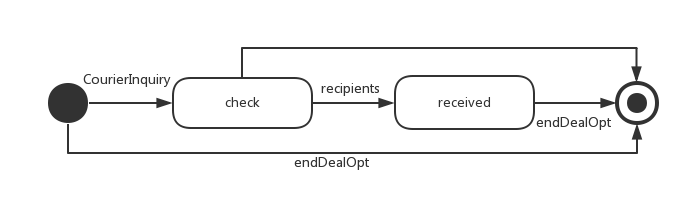 CourierInquiry
check
recipients
received
endDealOpt
endDealOpt